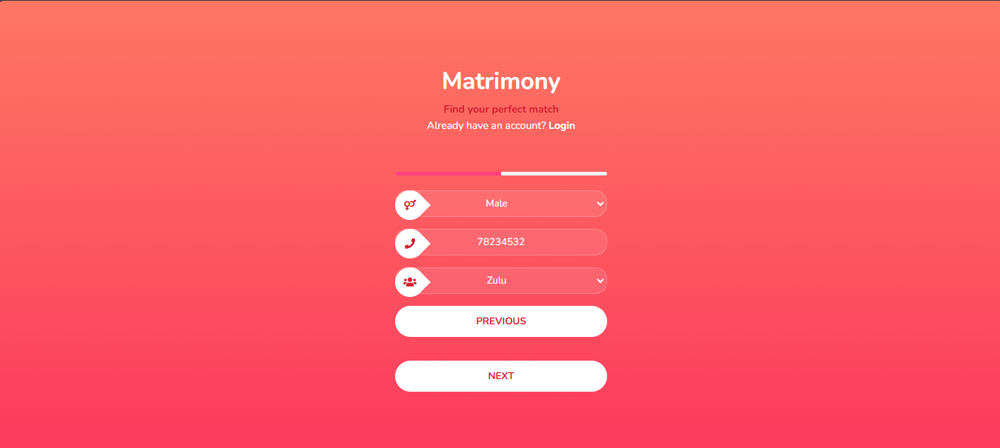 Matrimony
Find your perfect match
Already have an account? Login
Male
78234532
Zulu
PREVIOUS
NEXT